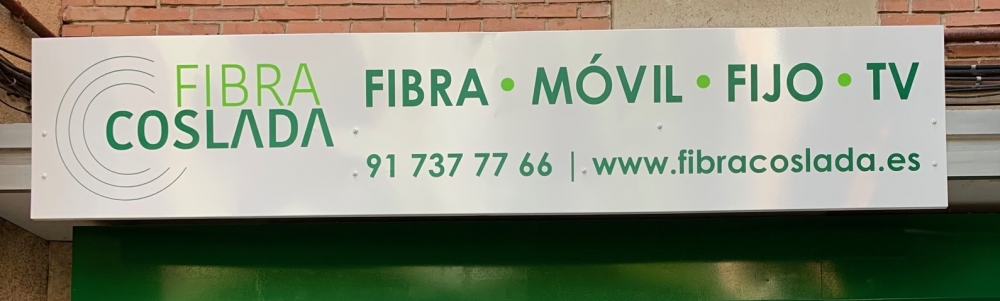 FIBRA
COSLADA
FIBRA • MÓVIL • FIJO • TV
91 737 77 66 | www.fibracoslada.es